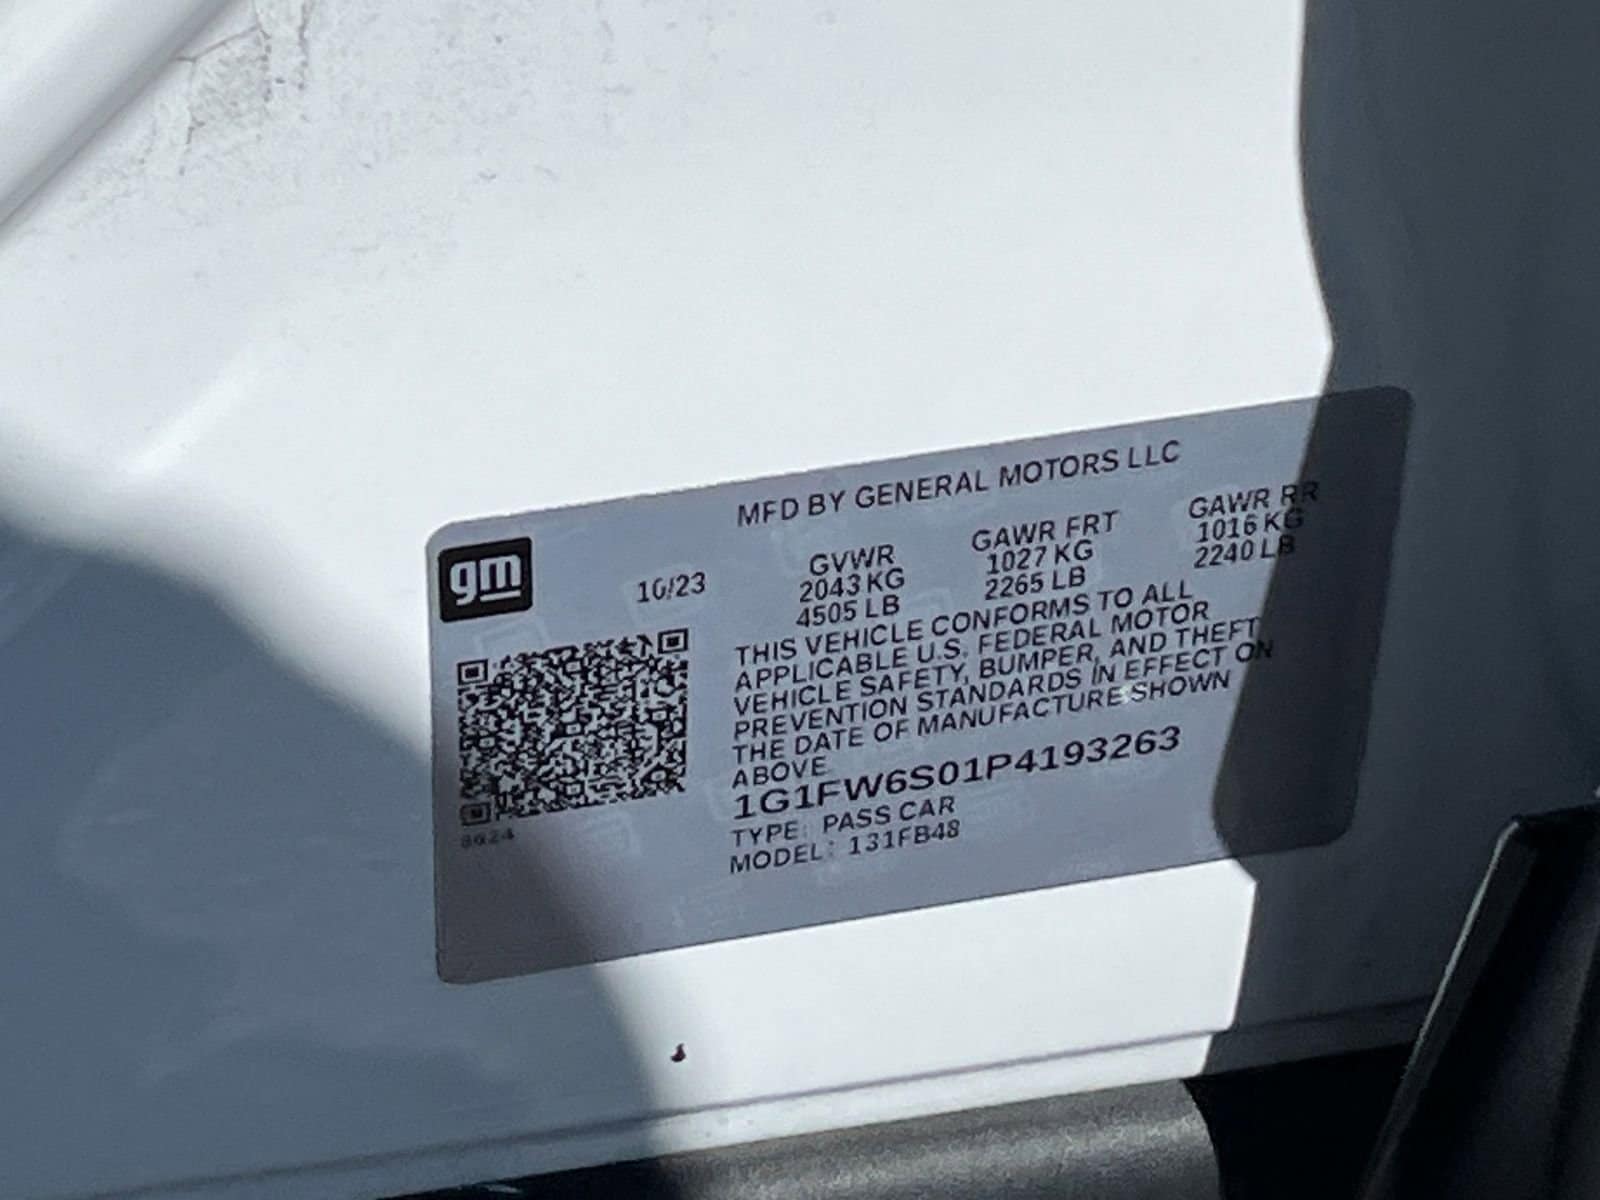 MFD BY GENERAL MOTORS LLC
gm
10/23
GVWR
2043 KG
4505 LB
GAWR FRT
1027 KG
2265 LB
GAWR RR
1016 KG
2240 LB
THIS VEHICLE CONFORMS TO ALL
APPLICABLE U.S. FEDERAL MOTOR
VEHICLE SAFETY, BUMPER, AND THEFT
PREVENTION STANDARDS IN EFFECT ON
THE DATE OF MANUFACTURE SHOWN
ABOVE
1G1FW6S01P4193263
TYPE: PASS CAR
MODEL: 131FB48